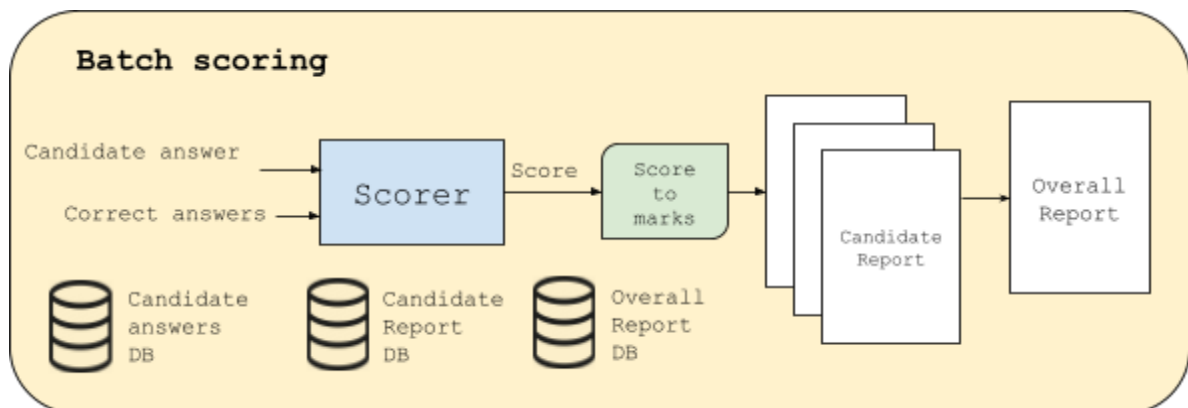 Batch scoring
Candidate answer
Correct answers
Scorer
Score
Score
to
marks
Candidate
Report
Overall
Report
Candidate
answers
DB
Candidate
Report
DB
Overall
Report
DB